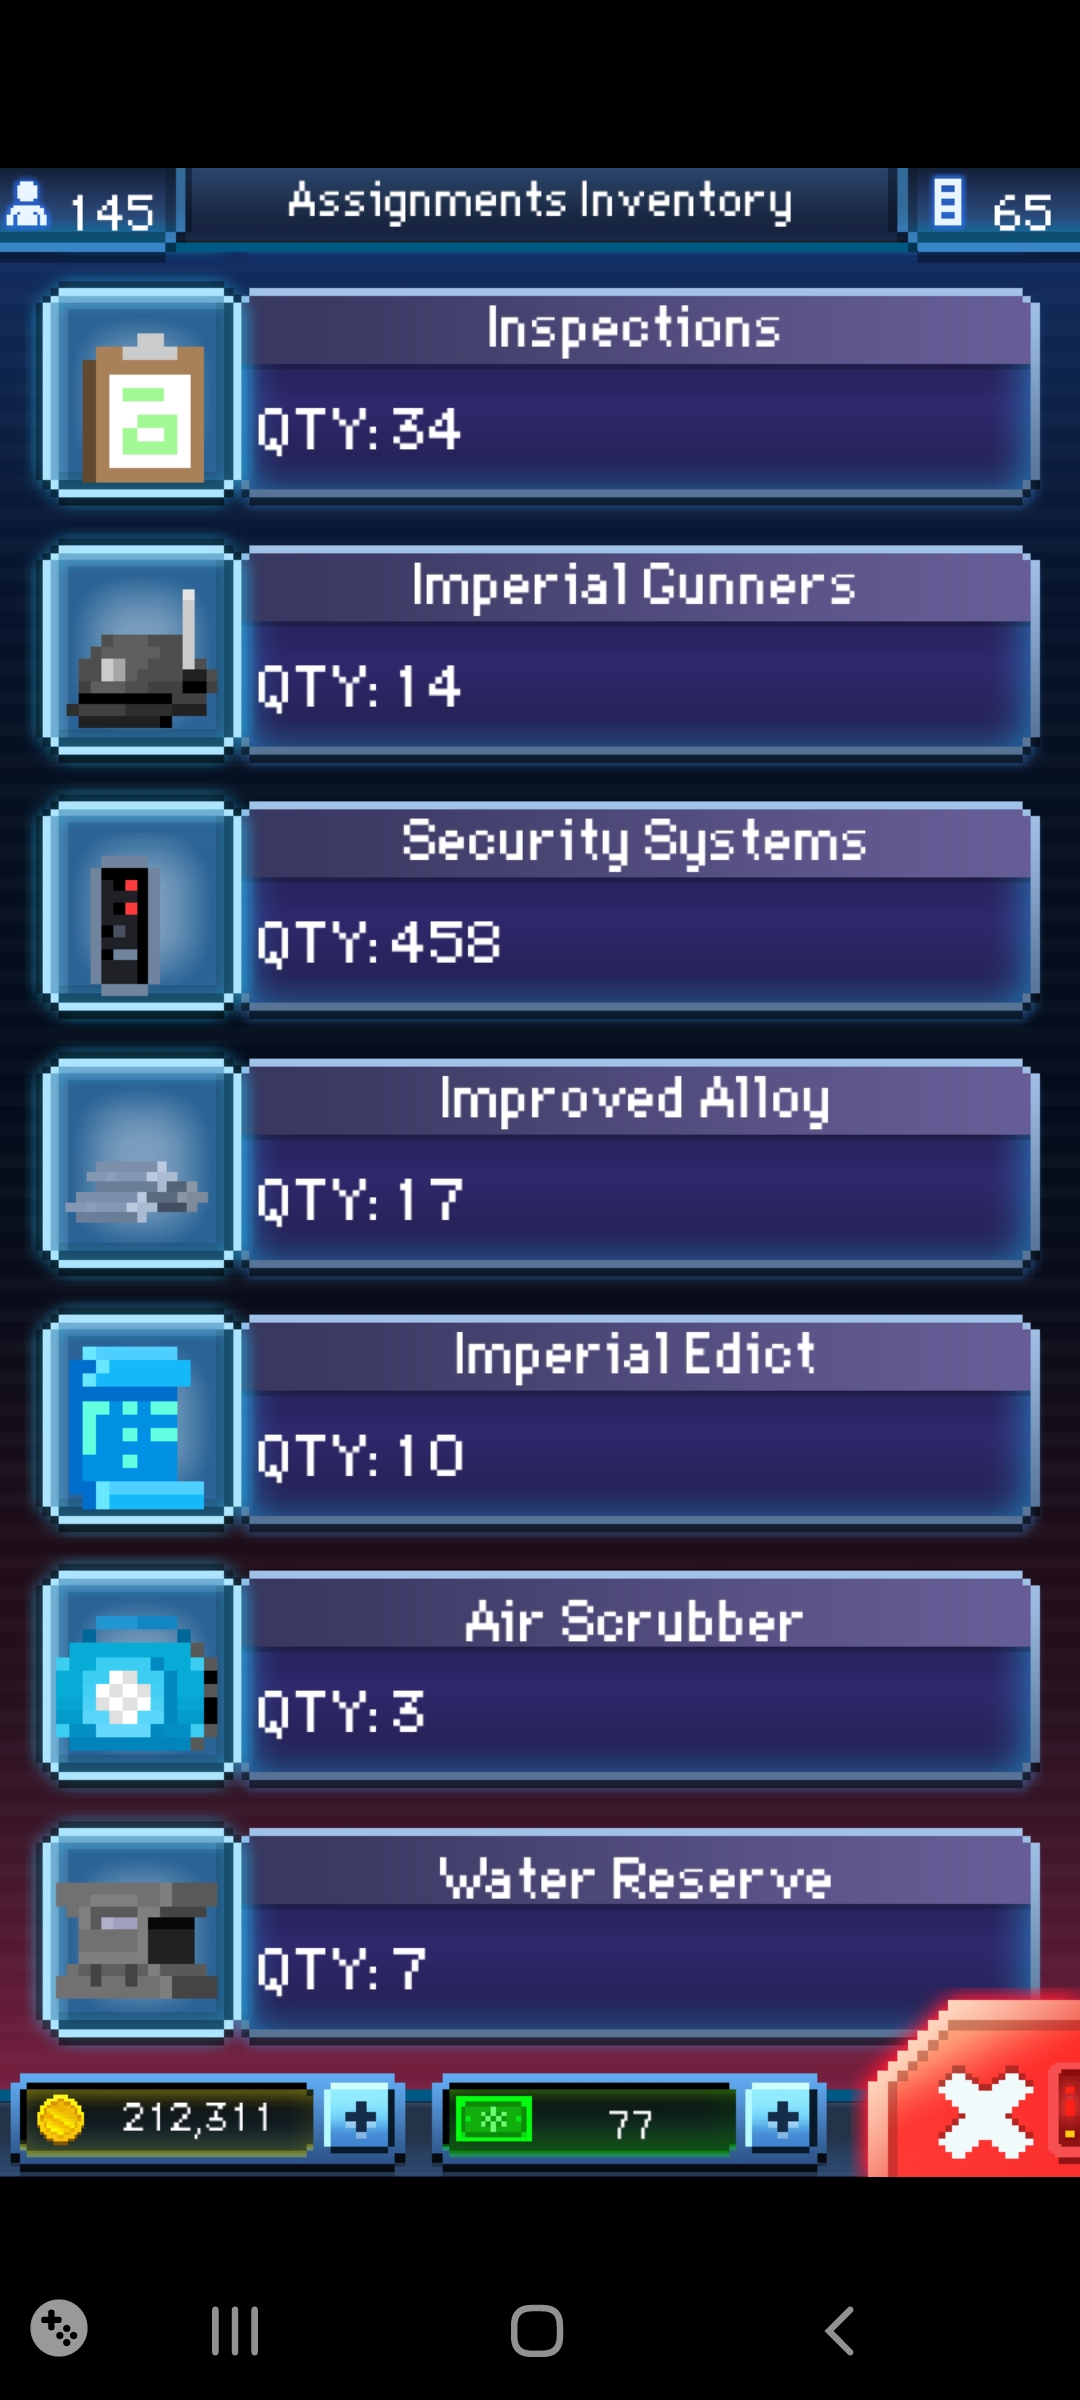 145
Assignments Inventory
65
Inspections
QTY: 34
Imperial Gunners
QTY: 14
Security Systems
QTY: 458
Improved Alloy
QTY: 17
Imperial Edict
QTY: 10
Air Scrubber
QTY: 3
Water Reserve
QTY: 7
212,311
77